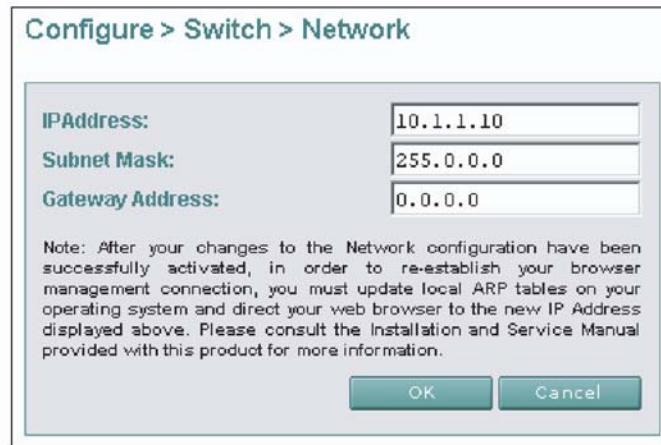 Configure > Switch > Network
IPAddress: 10.1.1.10
Subnet Mask: 255.0.0.0
Gateway Address: 0.0.0.0
Note: After your changes to the Network configuration have been
successfully activated, in order to re-establish your browser
management connection, you must update local ARP tables on your
operating system and direct your web browser to the new IP Address
displayed above. Please consult the Installation and Service Manual
provided with this product for more information.
OK Cancel